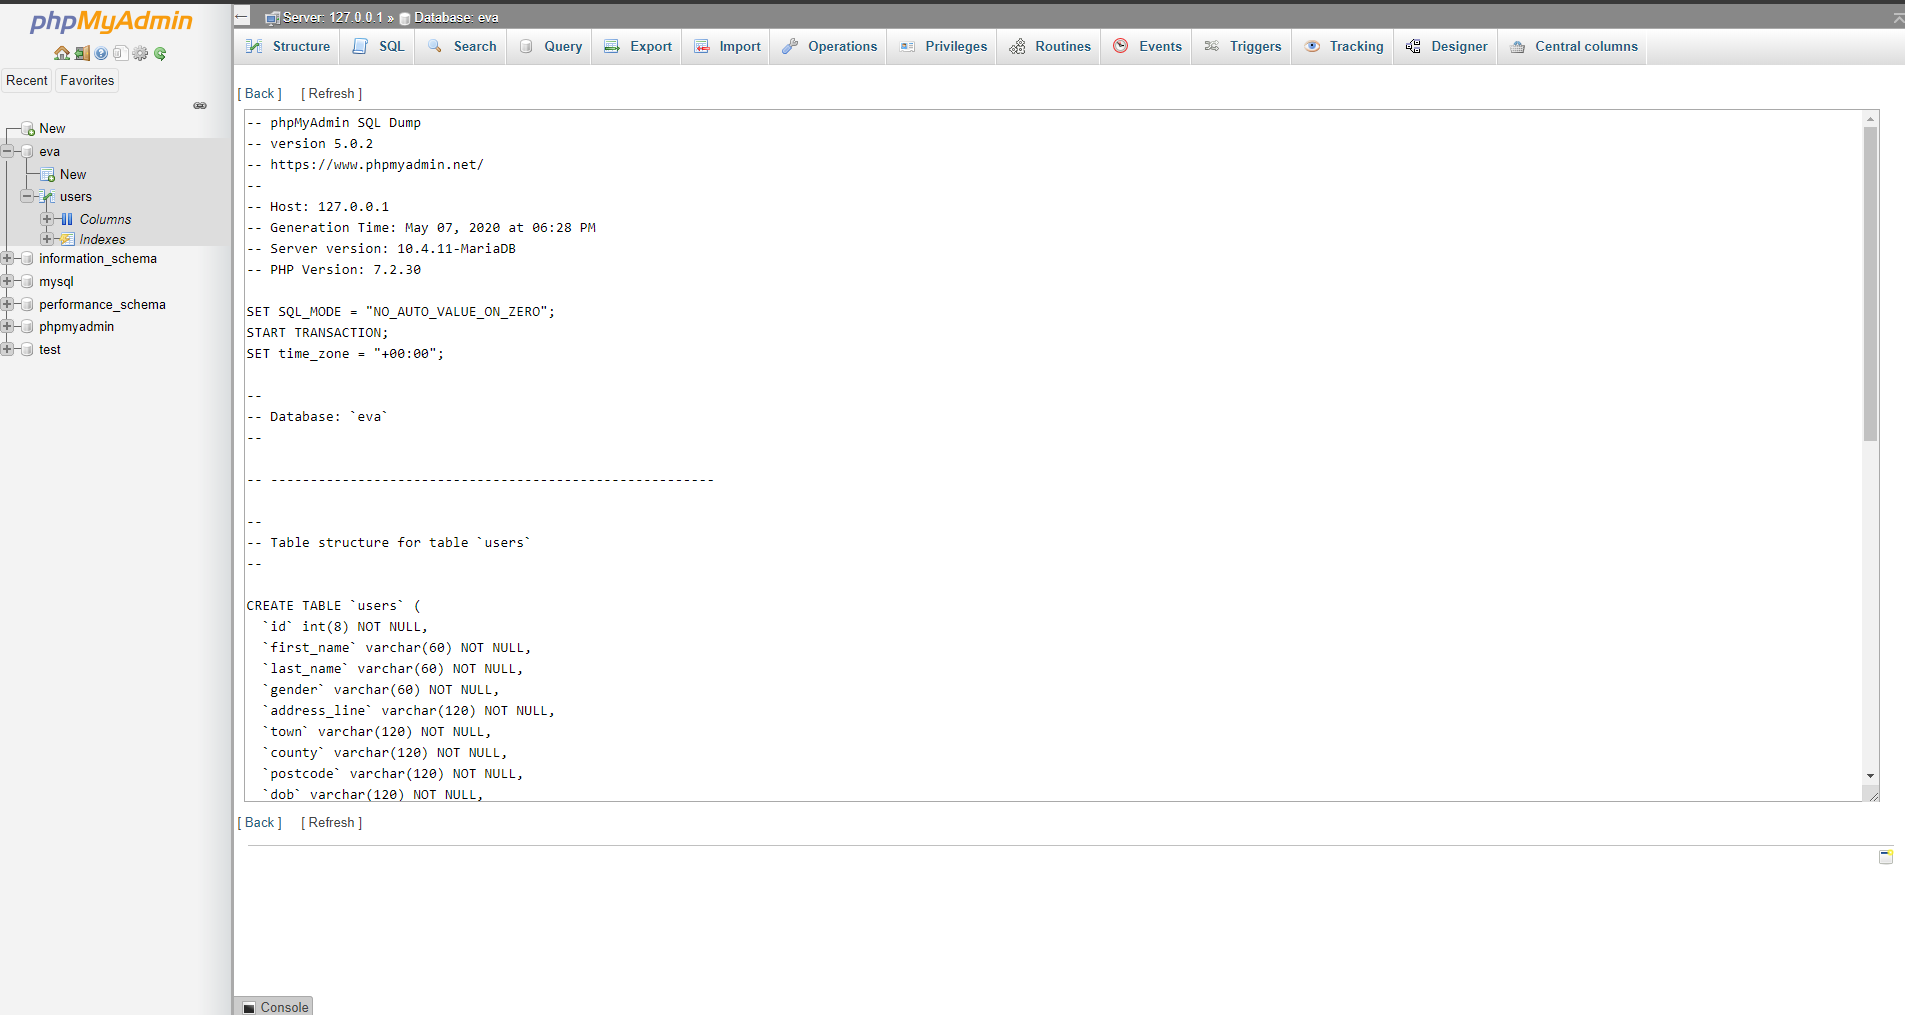 phpMyAdmin
Recent Favorites
New
eva
New
users
Columns
Indexes
information_schema
mysql
performance_schema
phpmyadmin
test
Server: 127.0.0.1 » Database: eva
Structure SQL Search Query Export Import Operations Privileges Routines Events Triggers Tracking Designer Central columns
[ Back ] [ Refresh ]
-- phpMyAdmin SQL Dump
-- version 5.0.2
-- https://www.phpmyadmin.net/
--
-- Host: 127.0.0.1
-- Generation Time: May 07, 2020 at 06:28 PM
-- Server version: 10.4.11-MariaDB
-- PHP Version: 7.2.30
SET SQL_MODE = "NO_AUTO_VALUE_ON_ZERO";
START TRANSACTION;
SET time_zone = "+00:00";
--
-- Database: `eva`
--
-- --------------------------------------------------------
--
-- Table structure for table `users`
--
CREATE TABLE `users` (
`id` int(8) NOT NULL,
`first_name` varchar(60) NOT NULL,
`last_name` varchar(60) NOT NULL,
`gender` varchar(60) NOT NULL,
`address_line` varchar(120) NOT NULL,
`town` varchar(120) NOT NULL,
`county` varchar(120) NOT NULL,
`postcode` varchar(120) NOT NULL,
`dob` varchar(120) NOT NULL,
[ Back ] [ Refresh ]
Console